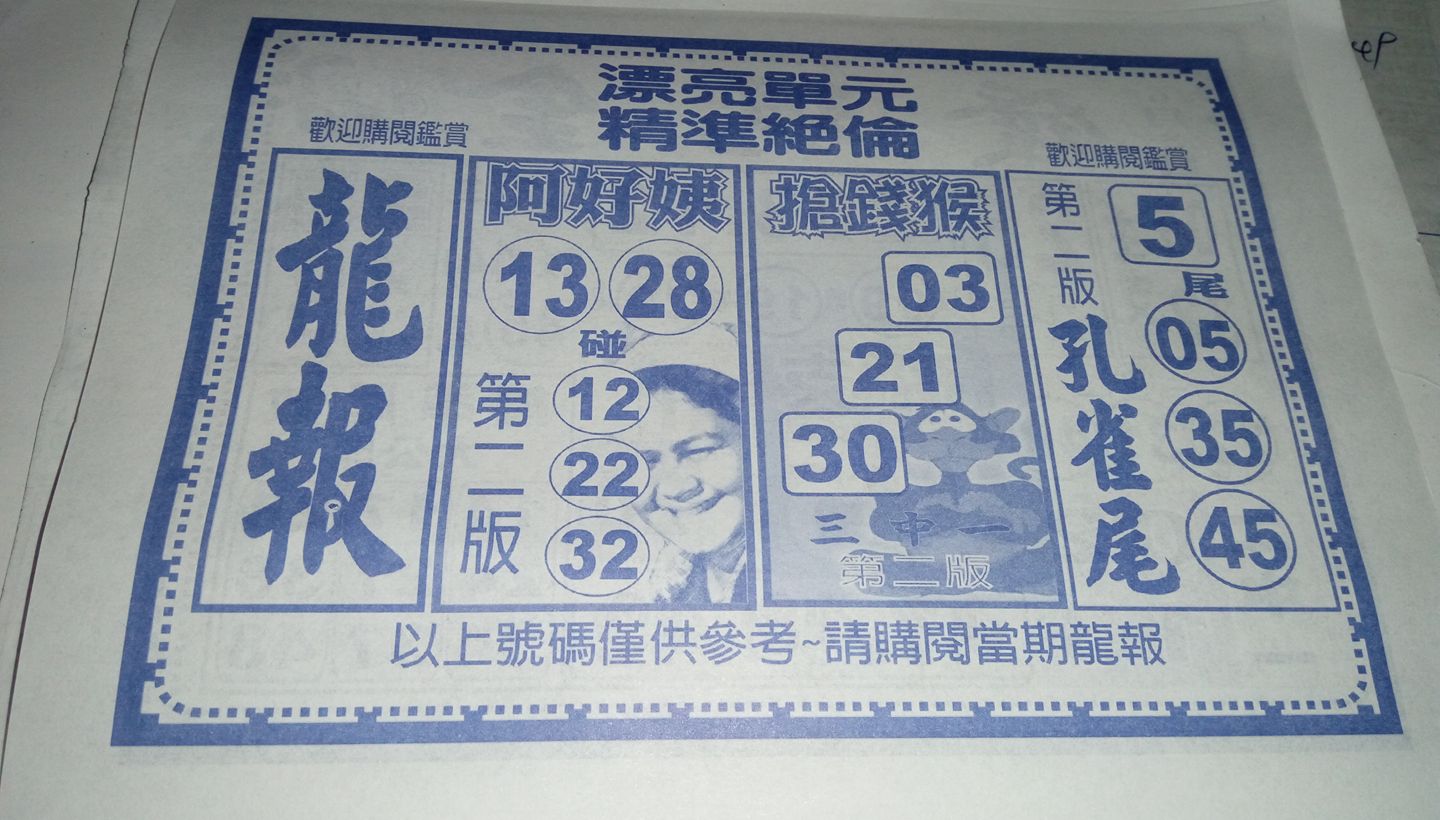 漂亮單元
精準絕倫
歡迎購閱鑑賞
歡迎購閱鑑賞
龍報
阿好姨
13 28
碰
12
22
32
第二版
搶錢猴
03
21
30
三中一
第二版
第二版
孔雀尾
5
尾
05
35
45
以上號碼僅供參考~請購閱當期龍報